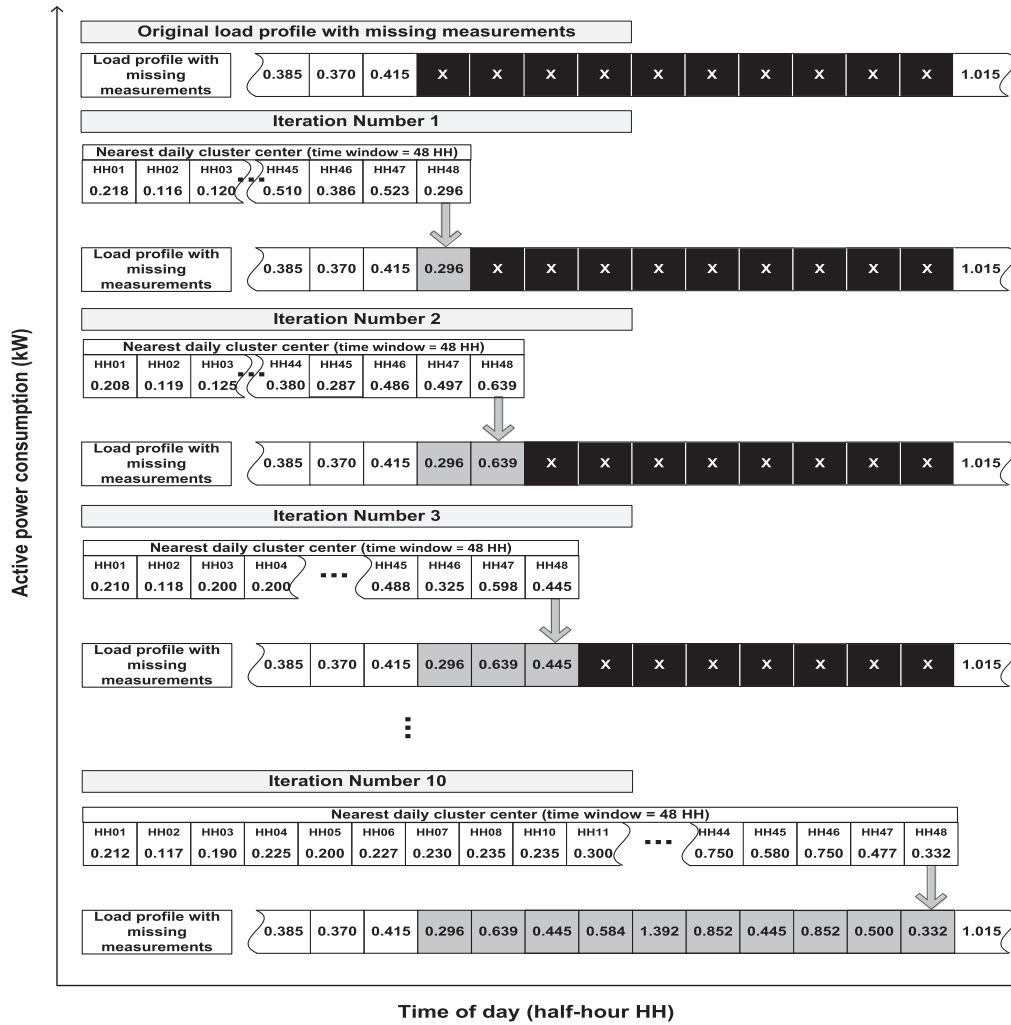 Original load profile with missing measurements
Load profile with
missing
measurements
0.385 0.370 0.415 X X X X X X X X X X 1.015
Iteration Number 1
Nearest daily cluster center (time window = 48 HH)
HH01 HH02 HH03 ... HH45 HH46 HH47 HH48
0.218 0.116 0.120 0.510 0.386 0.523 0.296
Load profile with
missing
measurements
0.385 0.370 0.415 0.296 X X X X X X X X X 1.015
Iteration Number 2
Nearest daily cluster center (time window = 48 HH)
HH01 HH02 HH03 ... HH44 HH45 HH46 HH47 HH48
0.208 0.119 0.125 0.380 0.287 0.486 0.497 0.639
Load profile with
missing
measurements
0.385 0.370 0.415 0.296 0.639 X X X X X X X X 1.015
Iteration Number 3
Nearest daily cluster center (time window = 48 HH)
HH01 HH02 HH03 HH04 ... HH45 HH46 HH47 HH48
0.210 0.118 0.200 0.200 0.488 0.325 0.598 0.445
Load profile with
missing
measurements
0.385 0.370 0.415 0.296 0.639 0.445 X X X X X X X 1.015
...
Iteration Number 10
Nearest daily cluster center (time window = 48 HH)
HH01 HH02 HH03 HH04 HH05 HH06 HH07 HH08 HH10 HH11 ... HH44 HH45 HH46 HH47 HH48
0.212 0.117 0.190 0.225 0.200 0.227 0.230 0.235 0.235 0.300 0.750 0.580 0.750 0.477 0.332
Load profile with
missing
measurements
0.385 0.370 0.415 0.296 0.639 0.445 0.584 1.392 0.852 0.445 0.852 0.500 0.332 1.015
Active power consumption (kW)
Time of day (half-hour HH)